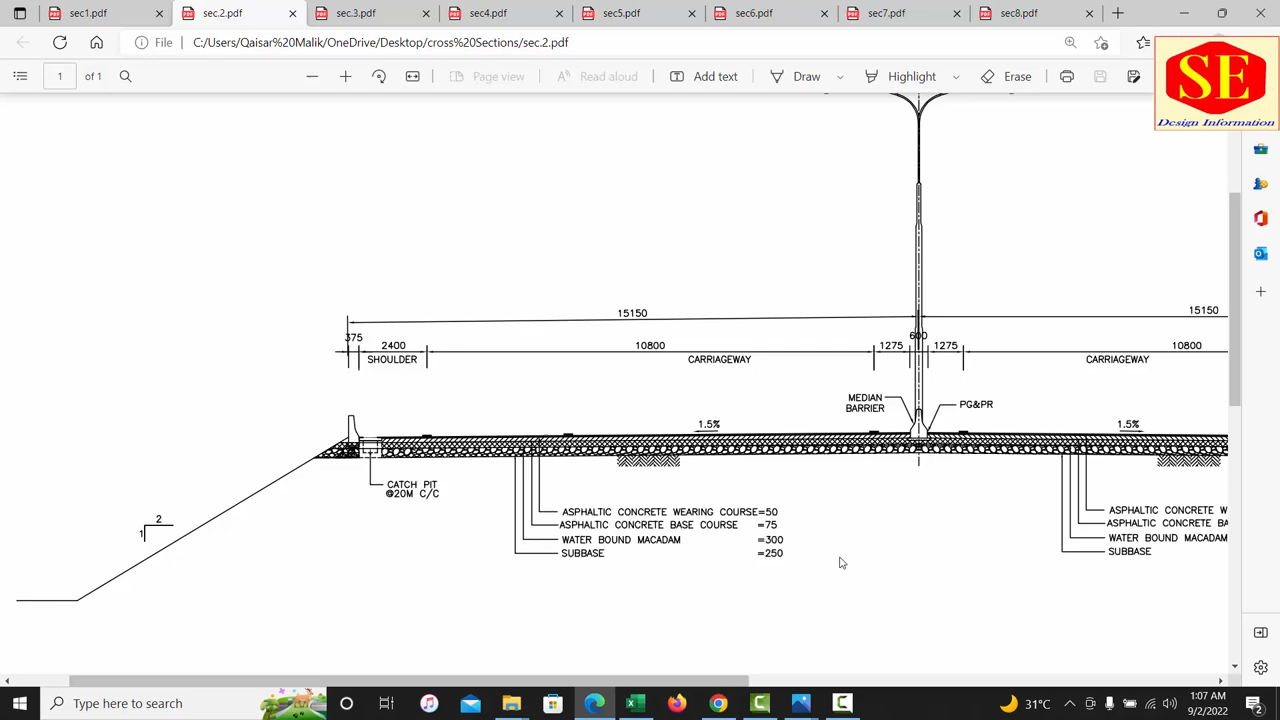 sec1.pdf
sec.2.pdf
sec.3.pdf
sec4.pdf
sec5.pdf
sec6.pdf
sec7.pdf
sec8.pdf
File
C:/Users/Qaisar%20Malik/OneDrive/Desktop/cross%20Sections/sec.2.pdf
1 of 1
Page view
Read aloud
Add text
Draw
Highlight
Erase
SE
Design Information
15150
15150
375
2400
10800
1275
600
1275
10800
SHOULDER
CARRIAGEWAY
CARRIAGEWAY
MEDIAN
BARRIER
PG&PR
1.5%
1.5%
CATCH PIT
@20M C/C
2
1
ASPHALTIC CONCRETE WEARING COURSE=50
ASPHALTIC CONCRETE BASE COURSE =75
WATER BOUND MACADAM =300
SUBBASE =250
ASPHALTIC CONCRETE W
ASPHALTIC CONCRETE BA
WATER BOUND MACADAM
SUBBASE
Type here to search
31°C
1:07 AM
9/2/2022
2